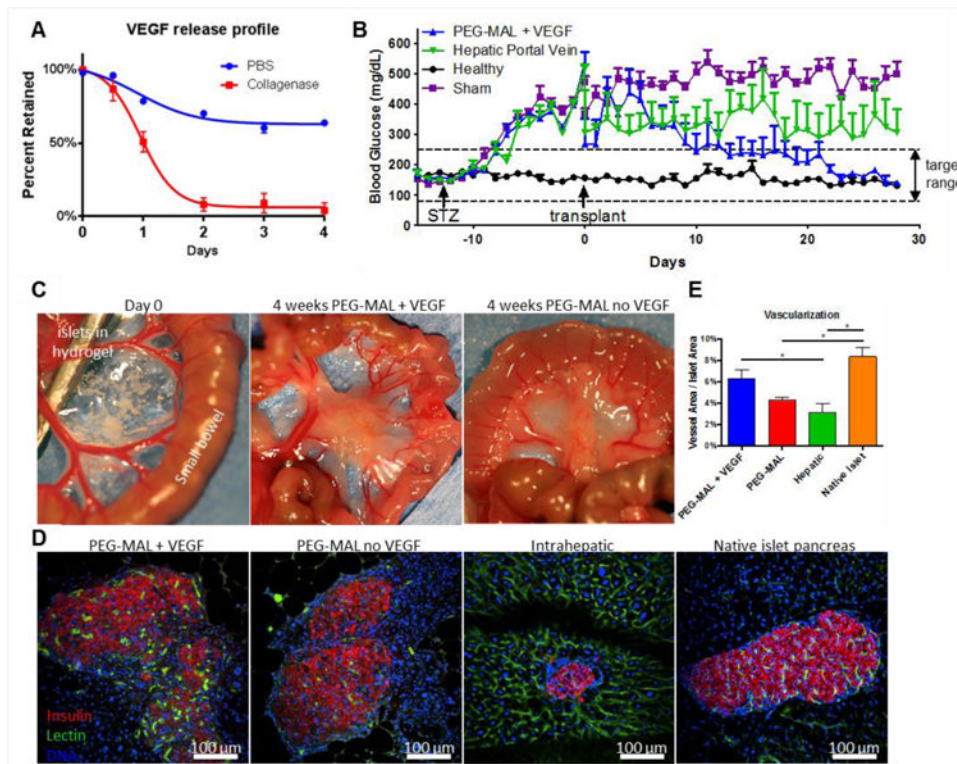 A
VEGF release profile
100%
50%
0%
Percent Retained
PBS
Collagenase
0 1 2 3 4
Days
B
PEG-MAL + VEGF
Hepatic Portal Vein
Healthy
Sham
600
500
400
300
200
100
0
Blood Glucose (mg/dL)
STZ
transplant
target
range
-10 0 10 20 30
Days
C
Day 0
4 weeks PEG-MAL + VEGF
4 weeks PEG-MAL no VEGF
islets in
hydrogel
Small bowel
E
Vascularization
*
*
*
10%
8%
6%
4%
2%
0%
Vessel Area / Islet Area
PEG-MAL + VEGF
PEG-MAL
Hepatic
Native Islet
D
PEG-MAL + VEGF
PEG-MAL no VEGF
Intrahepatic
Native islet pancreas
Insulin
Lectin
DNA
100 µm
100 µm
100 µm
100 µm